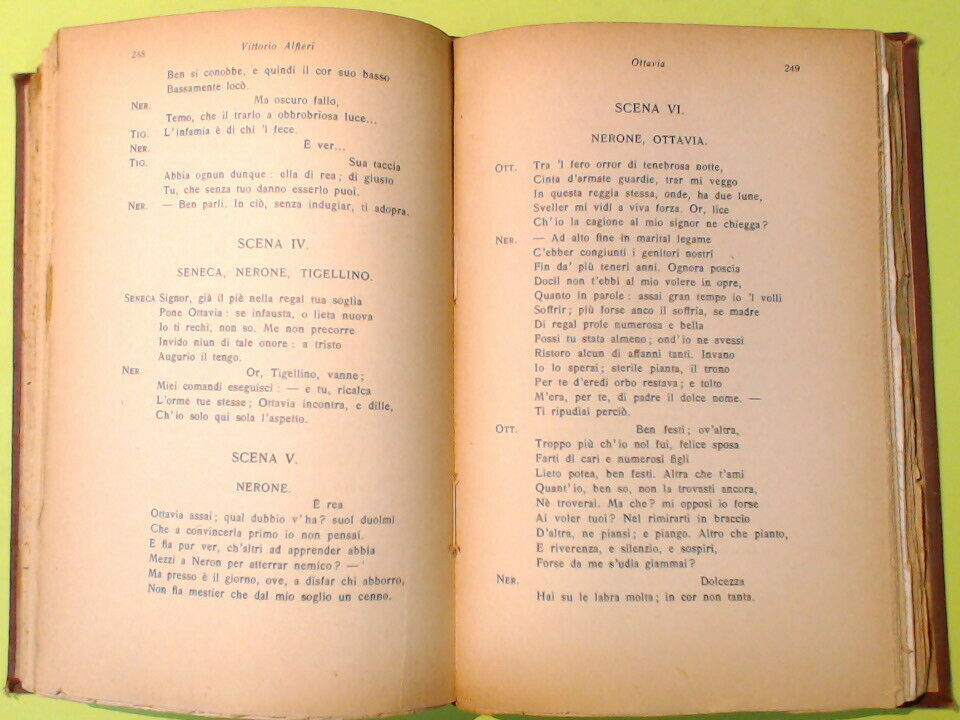 248
Vittorio Alfieri
Ben si conobbe, e quindi il cor suo basso
Bassamente locò.
NER. Ma oscuro fallo,
Temo, che il trarlo a obbrobrïosa luce...
TIG. L'infamia è di chi 'l fece.
NER. È ver...
TIG. Sua taccia
Abbia ognun dunque : ella di rea ; di giusto
Tu, che senza tuo danno esserlo puoi.
NER. — Ben parli. In ciò, senza indugiar, ti adopra.
SCENA IV.
SENECA, NERONE, TIGELLINO.
SENECA Signor, già il piè nella regal tua soglia
Pone Ottavia : se infausta, o lieta nuova
Io ti rechi, non so. Me non precorre
Invido niun di tale onore : a tristo
Augurio il tengo.
NER. Or, Tigellino, vanne ;
Miei comandi eseguisci : — e tu, ricalca
L'orme tue stesse ; Ottavia incontra, e dille,
Ch'io solo qui sola l'aspetto.
SCENA V.
NERONE.
È rea
Ottavia assai ; qual dubbio v'ha ? suol duolmi
Che a convincerla primo io non pensai.
E fia pur ver, ch'altri ad apprender abbia
Mezzi a Neron per atterrar nemico ? —
Ma presso è il giorno, ove, a disfar chi abborro,
Non fia mestier che dal mio soglio un cenno.
Ottavia
249
SCENA VI.
NERONE, OTTAVIA.
OTT. Tra 'l fero orror di tenebrosa notte,
Cinta d'armate guardie, trar mi veggo
In questa reggia stessa, onde, ha due lune,
Sveller mi vidi a viva forza. Or, lice
Ch'io la cagione al mio signor ne chiegga ?
NER. — Ad alto fine in marital legame
C'ebber congiunti i genitori nostri
Fin da' più teneri anni. Ognora poscia
Docil non t'ebbi al mio volere in opre,
Quanto in parole : assai gran tempo io 'l volli
Soffrir ; più forse anco il soffria, se madre
Di regal prole numerosa e bella
Possi tu stata almeno ; ond'io ne avessi
Ristoro alcun di affanni tanti. Invano
Io lo sperai ; sterile pianta, il trono
Per te d'eredi orbo restava ; e tolto
M'era, per te, di padre il dolce nome. —
Ti ripudiai perciò.
OTT. Ben festi ; ov'altra,
Troppo più ch'io nol fui, felice sposa
Farti di cari e numerosi figli
Lieto potea, ben festi. Altra che t'ami
Quant'io, ben so, non la trovasti ancora,
Nè troverai. Ma che ? mi opposi io forse
Ai voler tuoi ? Nel rimirarti in braccio
D'altra, ne piansi ; e piango. Altro che pianto,
E riverenza, e silenzio, e sospiri,
Forse da me s'udia giammai ?
NER. Dolcezza
Hai su le labra molta ; in cor non tanta.